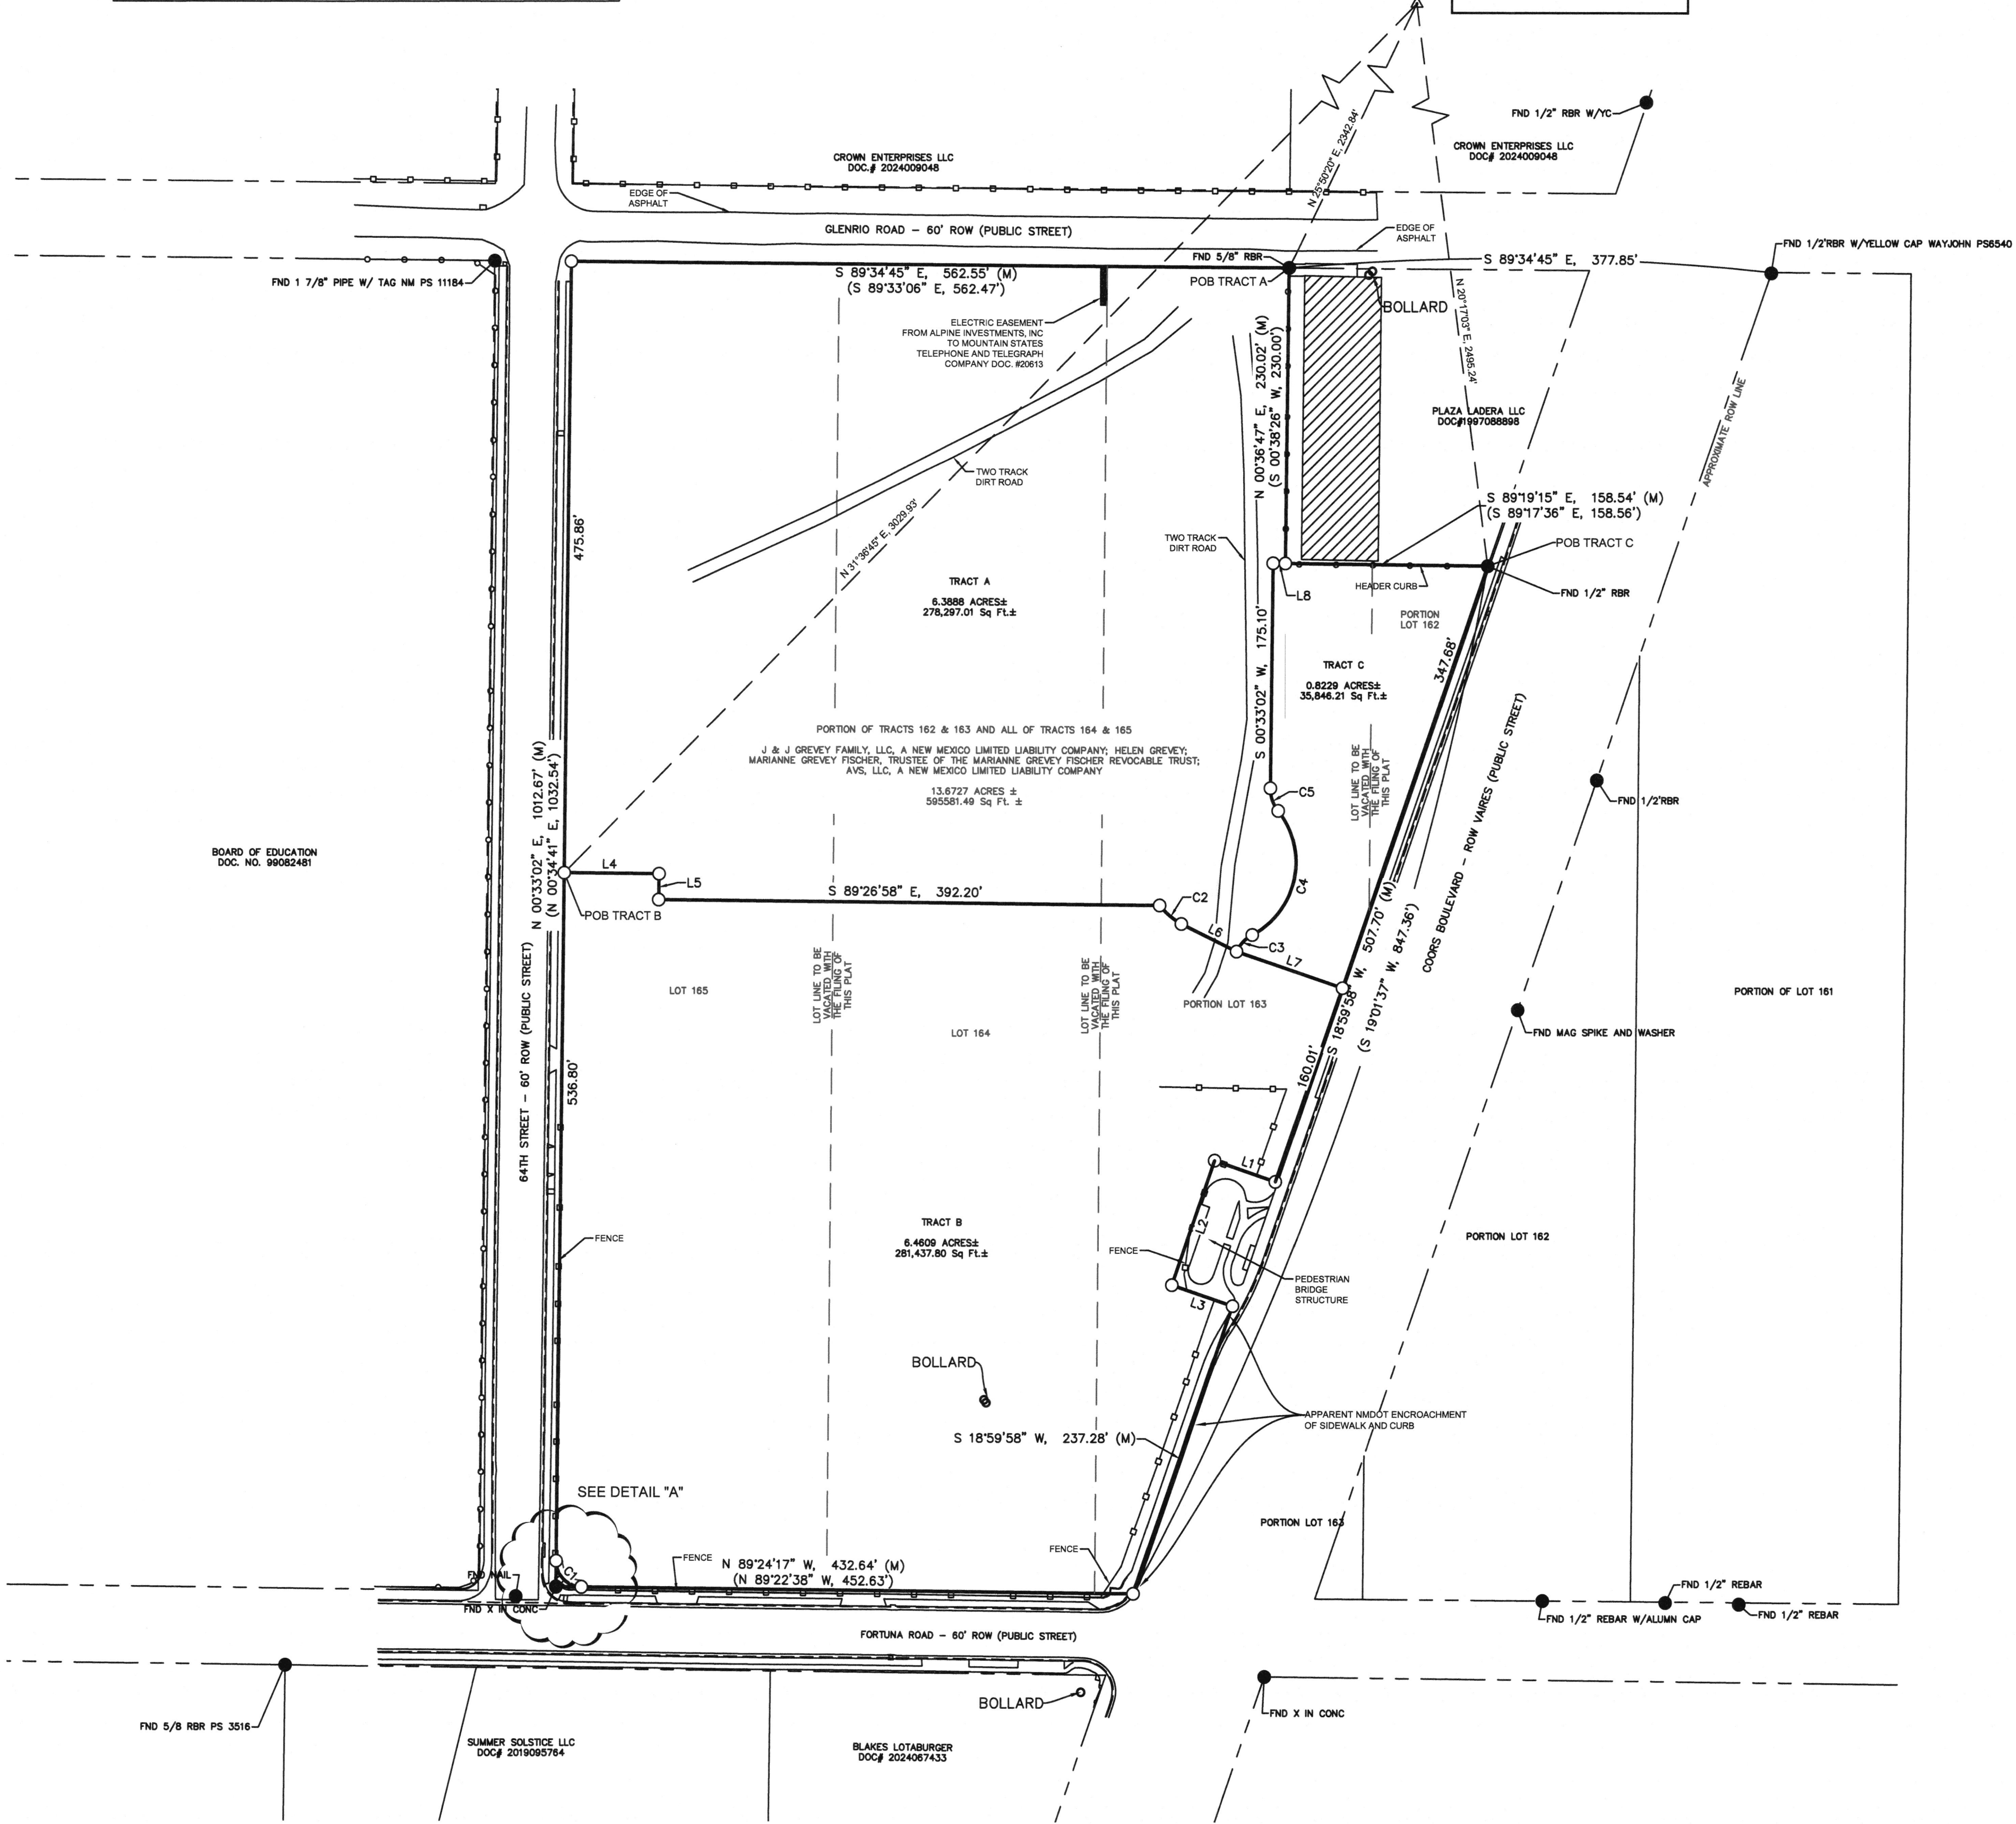 FND 1/2" RBR W/YC
CROWN ENTERPRISES LLC
DOC.# 2024009048
CROWN ENTERPRISES LLC
DOC# 2024009048
N 25°50'20" E, 2342.84'
EDGE OF
ASPHALT
GLENRIO ROAD - 60' ROW (PUBLIC STREET)
EDGE OF
ASPHALT
FND 1/2'RBR W/YELLOW CAP WAYJOHN PS6540
FND 5/8" RBR
S 89°34'45" E, 377.85'
FND 1 7/8" PIPE W/ TAG NM PS 11184
S 89°34'45" E, 562.55' (M)
(S 89°33'06" E, 562.47')
POB TRACT A
BOLLARD
N 20°17'03" E, 2495.24'
ELECTRIC EASEMENT
FROM ALPINE INVESTMENTS, INC
TO MOUNTAIN STATES
TELEPHONE AND TELEGRAPH
COMPANY DOC. #20613
N 00°36'47" E, 230.02' (M)
(S 00°38'26" W, 230.00')
PLAZA LADERA LLC
DOC#1997088898
APPROXIMATE ROW LINE
TWO TRACK
DIRT ROAD
S 89°19'15" E, 158.54' (M)
(S 89°17'36" E, 158.56')
475.86'
N 31°36'45" E, 3029.93'
TWO TRACK
DIRT ROAD
POB TRACT C
TRACT A
6.3888 ACRES±
278,297.01 Sq Ft.±
HEADER CURB
L8
FND 1/2" RBR
PORTION
LOT 162
S 00°33'02" W, 175.10'
TRACT C
0.8229 ACRES±
35,846.21 Sq Ft.±
347.68'
PORTION OF TRACTS 162 & 163 AND ALL OF TRACTS 164 & 165
J & J GREVEY FAMILY, LLC, A NEW MEXICO LIMITED LIABILITY COMPANY; HELEN GREVEY;
MARIANNE GREVEY FISCHER, TRUSTEE OF THE MARIANNE GREVEY FISCHER REVOCABLE TRUST;
AVS, LLC, A NEW MEXICO LIMITED LIABILITY COMPANY
13.6727 ACRES ±
595581.49 Sq Ft. ±
LOT LINE TO BE
VACATED WITH
THE FILING OF
THIS PLAT
COORS BOULEVARD - ROW VAIRES (PUBLIC STREET)
C5
FND 1/2'RBR
N 00°33'02" E, 1012.67' (M)
(N 00°34'41" E, 1032.54')
BOARD OF EDUCATION
DOC. NO. 99082481
L4
L5
S 89°26'58" E, 392.20'
C4
C2
POB TRACT B
L6
C3
L7
S 18°59'58" W, 507.70' (M)
(S 19°01'37" W, 847.36')
64TH STREET - 60' ROW (PUBLIC STREET)
LOT 165
LOT LINE TO BE
VACATED WITH
THE FILING OF
THIS PLAT
LOT LINE TO BE
VACATED WITH
THE FILING OF
THIS PLAT
PORTION LOT 163
PORTION OF LOT 161
LOT 164
FND MAG SPIKE AND WASHER
536.80'
160.01'
L1
TRACT B
6.4609 ACRES±
281,437.80 Sq Ft.±
L2
FENCE
FENCE
PORTION LOT 162
PEDESTRIAN
BRIDGE
STRUCTURE
L3
BOLLARD
APPARENT NMDOT ENCROACHMENT
OF SIDEWALK AND CURB
S 18°59'58" W, 237.28' (M)
SEE DETAIL "A"
PORTION LOT 163
FENCE
FENCE
N 89°24'17" W, 432.64' (M)
(N 89°22'38" W, 452.63')
C1
FND NAIL
FND X IN CONC
FND 1/2" REBAR
FND 1/2" REBAR W/ALUMN CAP
FND 1/2" REBAR
FORTUNA ROAD - 60' ROW (PUBLIC STREET)
BOLLARD
FND X IN CONC
FND 5/8 RBR PS 3516
SUMMER SOLSTICE LLC
DOC# 2019095764
BLAKES LOTABURGER
DOC# 2024067433